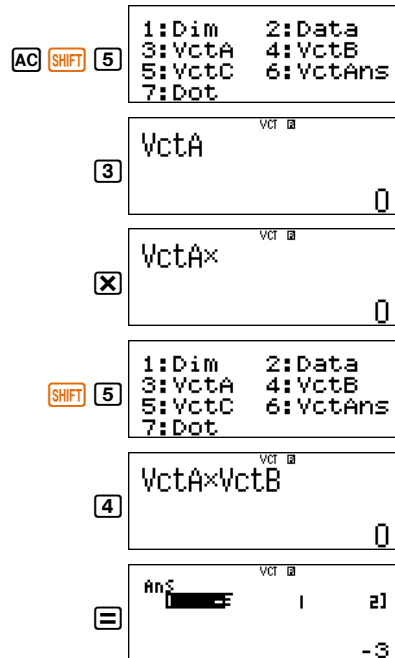 AC SHIFT 5
1:Dim 2:Data
3:VctA 4:VctB
5:VctC 6:VctAns
7:Dot
3
VCT D
VctA
0
×
VCT D
VctA×
0
SHIFT 5
1:Dim 2:Data
3:VctA 4:VctB
5:VctC 6:VctAns
7:Dot
4
VCT D
VctA×VctB
0
=
VCT D
Ans
[ -3 1 2]
-3